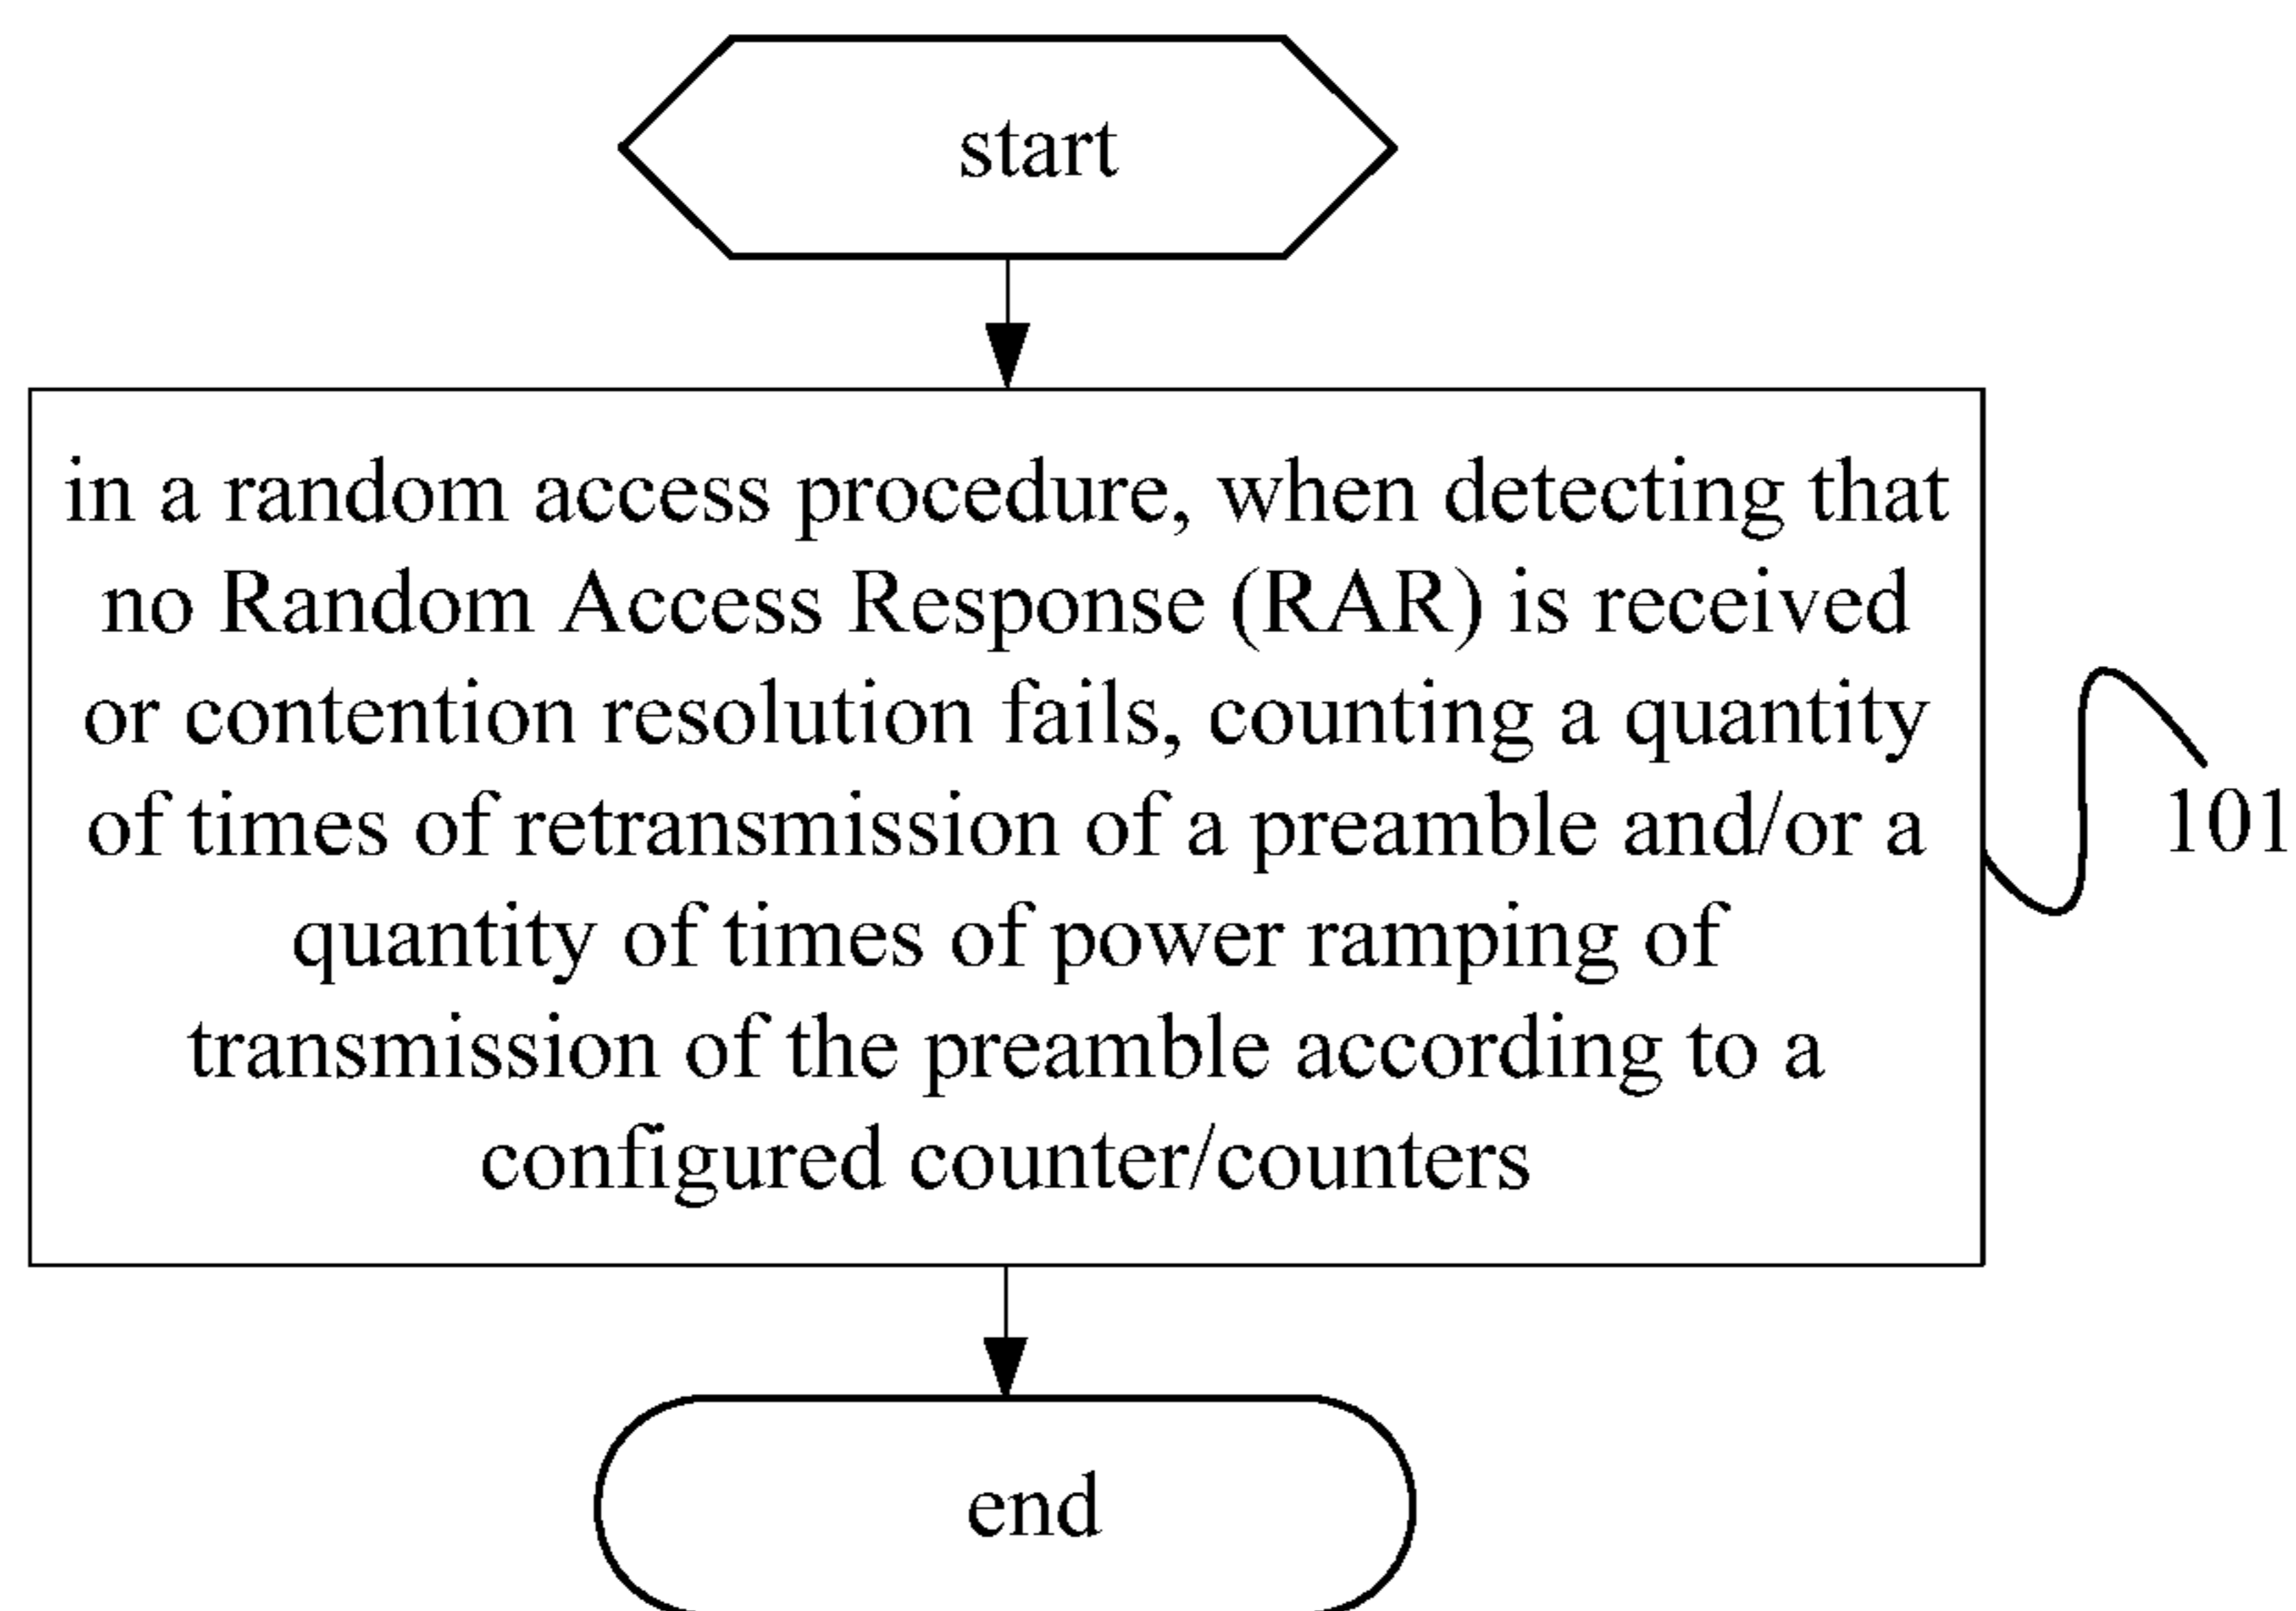 start
in a random access procedure, when detecting that
no Random Access Response (RAR) is received
or contention resolution fails, counting a quantity
of times of retransmission of a preamble and/or a
quantity of times of power ramping of
transmission of the preamble according to a
configured counter/counters
101
end